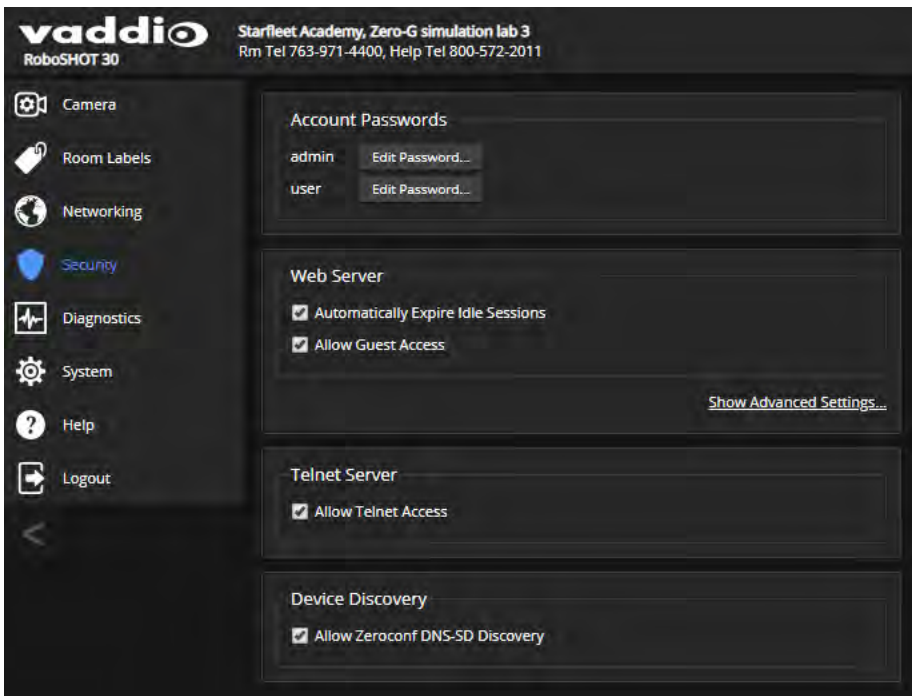 vaddio
RoboSHOT 30
Starfleet Academy, Zero-G simulation lab 3
Rm Tel 763-971-4400, Help Tel 800-572-2011
Camera
Room Labels
Networking
Security
Diagnostics
System
Help
Logout
<
Account Passwords
admin Edit Password...
user Edit Password...
Web Server
Automatically Expire Idle Sessions
Allow Guest Access
Show Advanced Settings...
Telnet Server
Allow Telnet Access
Device Discovery
Allow Zeroconf DNS-SD Discovery